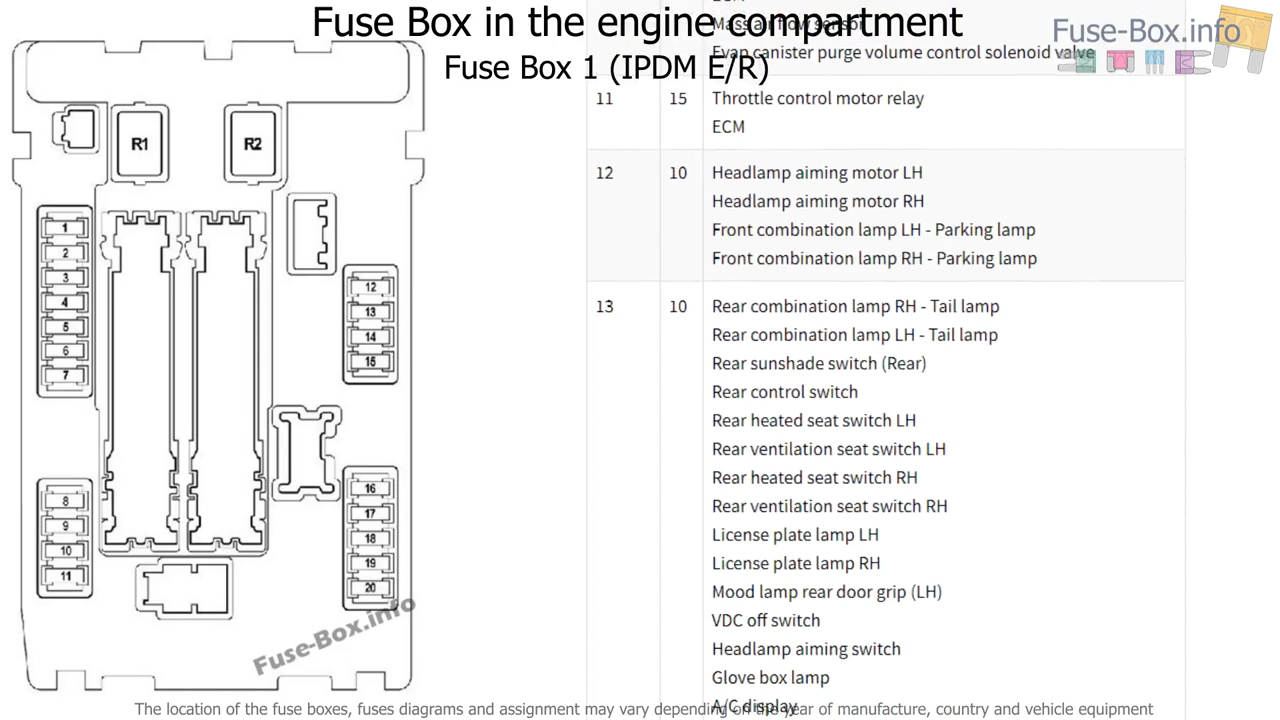 Fuse Box in the engine compartment
Fuse Box 1 (IPDM E/R)
Fuse-Box.info
Mass air flow sensor
Evap canister purge volume control solenoid valve
11 15 Throttle control motor relay
ECM
12 10 Headlamp aiming motor LH
Headlamp aiming motor RH
Front combination lamp LH - Parking lamp
Front combination lamp RH - Parking lamp
13 10 Rear combination lamp RH - Tail lamp
Rear combination lamp LH - Tail lamp
Rear sunshade switch (Rear)
Rear control switch
Rear heated seat switch LH
Rear ventilation seat switch LH
Rear heated seat switch RH
Rear ventilation seat switch RH
License plate lamp LH
License plate lamp RH
Mood lamp rear door grip (LH)
VDC off switch
Headlamp aiming switch
Glove box lamp
A/C display
R1 R2
1
2
3
4
5
6
7
8
9
10
11
12
13
14
15
16
17
18
19
20
Fuse-Box.info
The location of the fuse boxes, fuses diagrams and assignment may vary depending on the year of manufacture, country and vehicle equipment